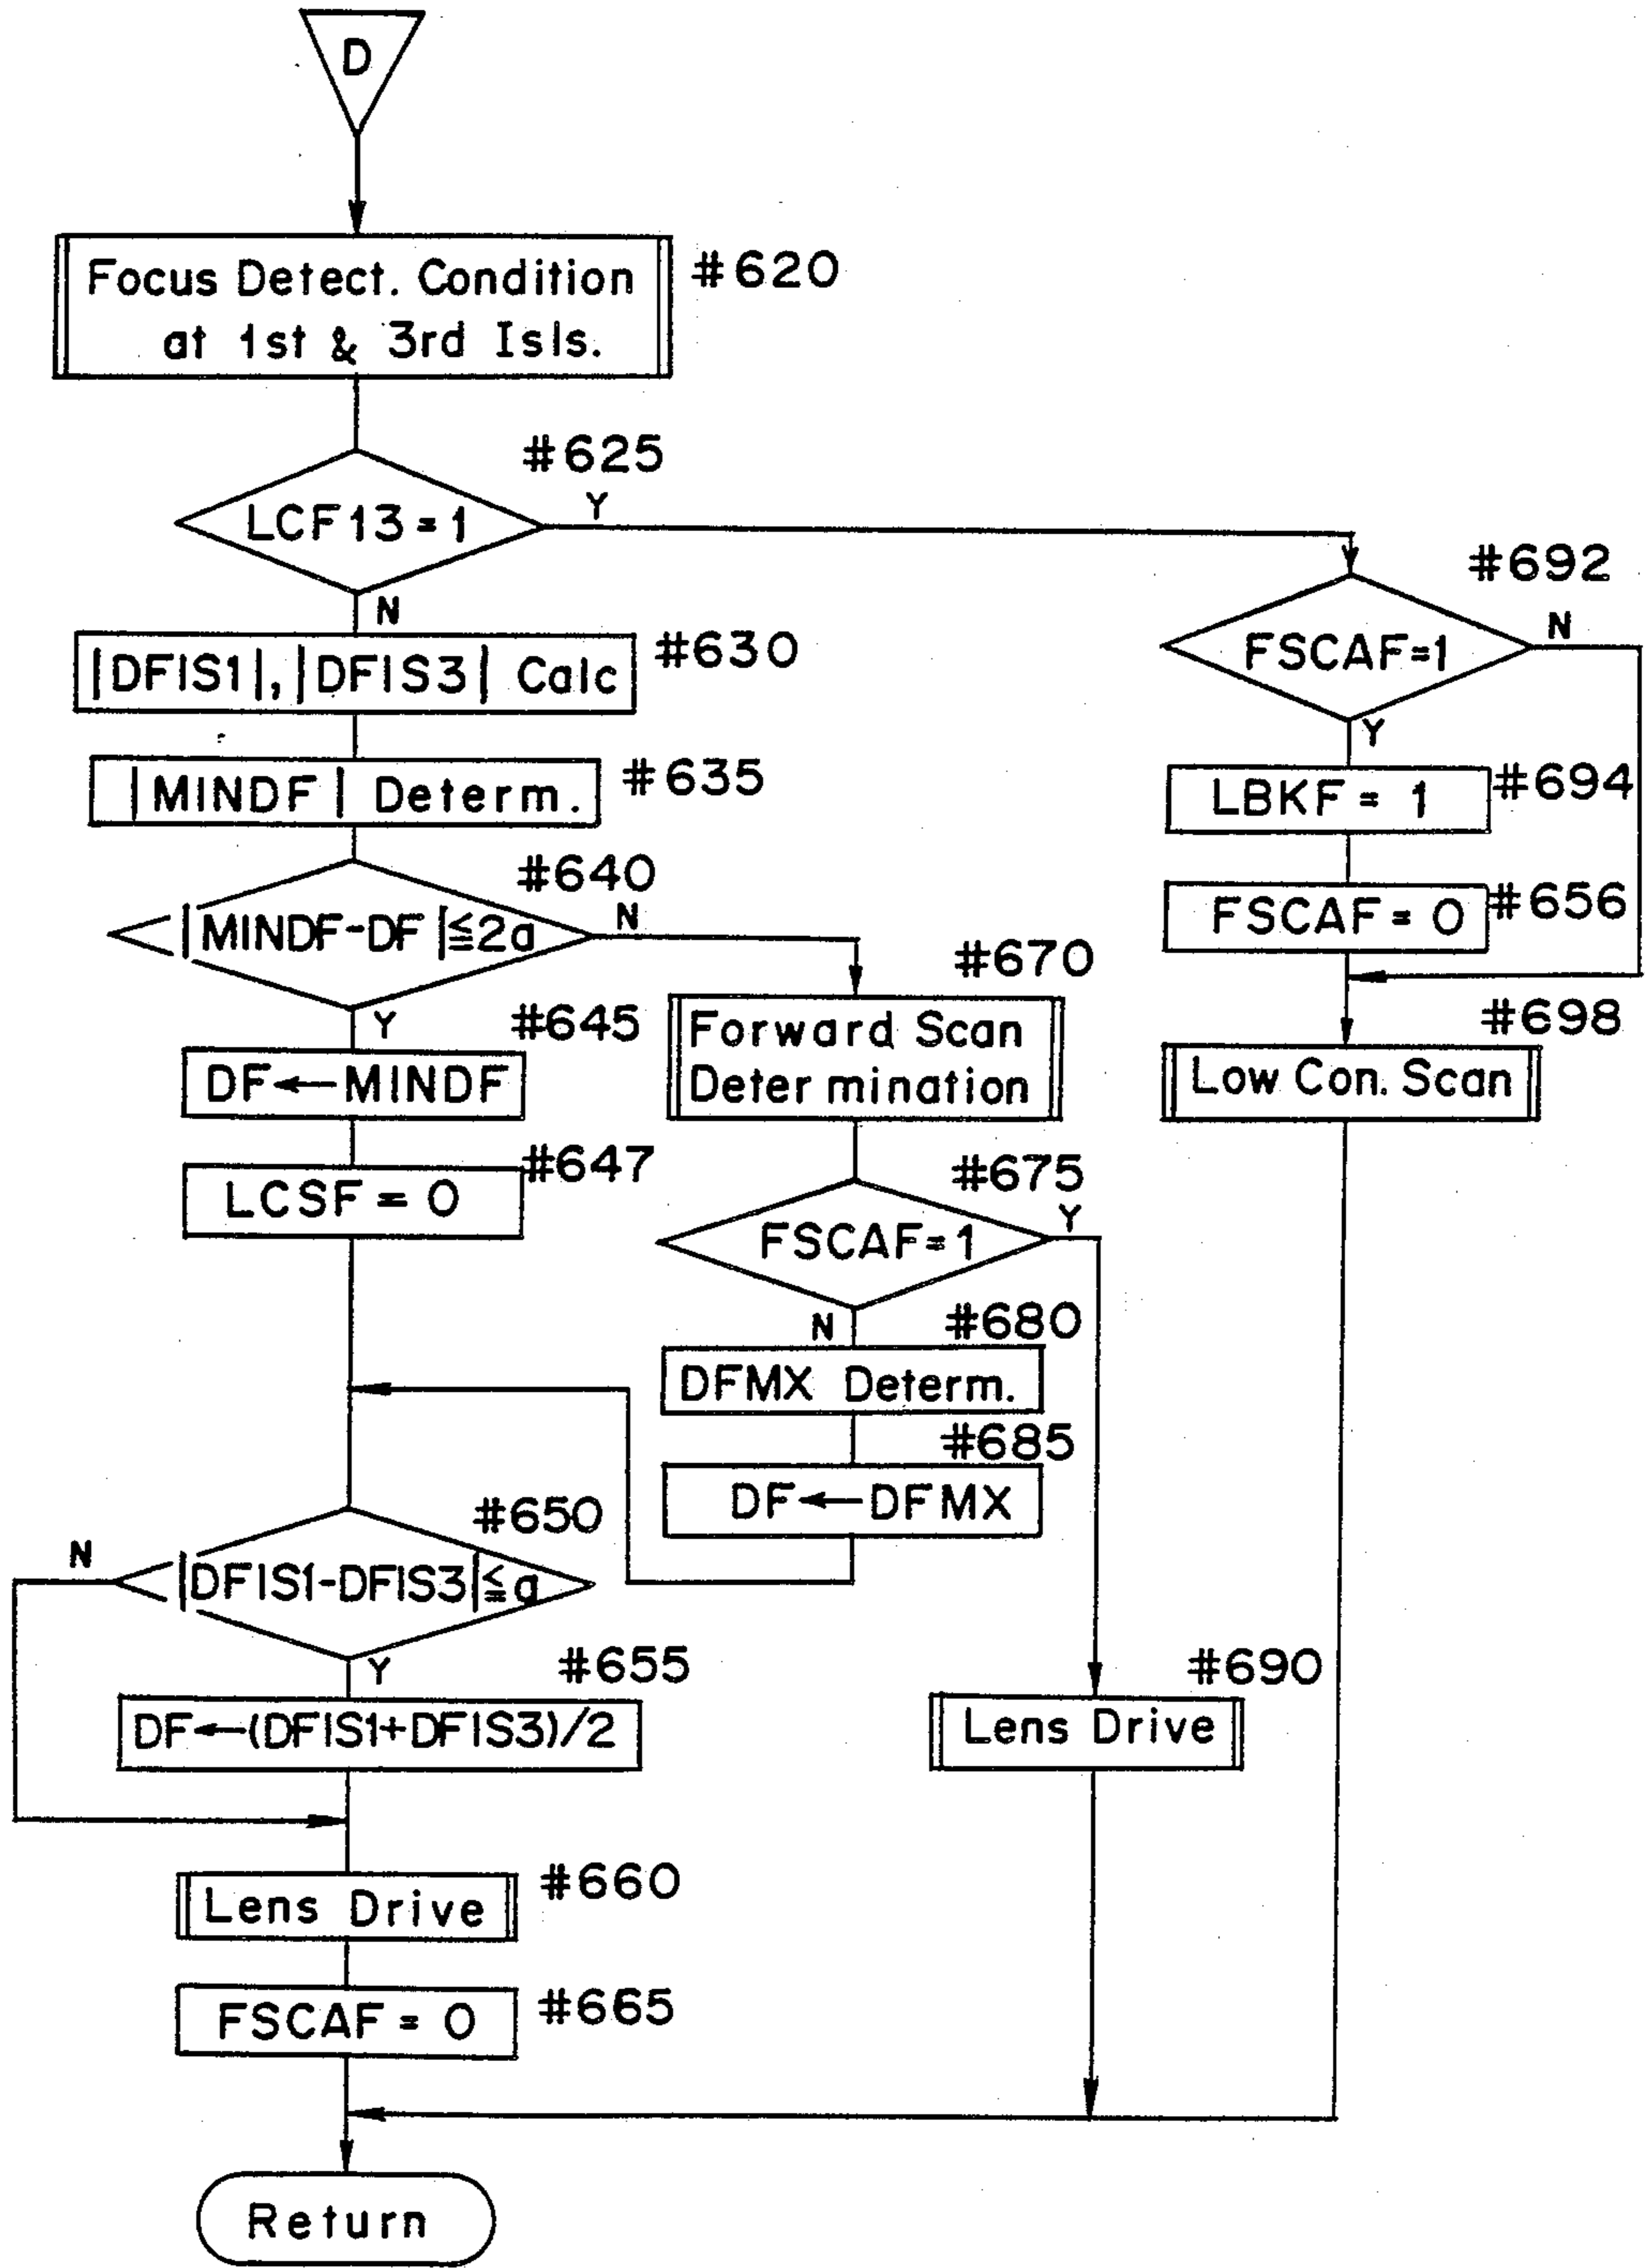 D
Focus Detect. Condition
at 1st & 3rd Isls.
#620
#625
LCF13=1
Y
N
|DFIS1|, |DFIS3| Calc
#630
|MINDF| Determ.
#635
#640
|MINDF-DF|≦2a
N
Y
#645
DF←MINDF
#647
LCSF = 0
#650
N
|DFIS1-DFIS3|≦a
Y
#655
DF←(DFIS1+DFIS3)/2
Lens Drive
#660
FSCAF = 0
#665
Return
#670
Forward Scan
Determination
#675
FSCAF=1
Y
N
#680
DFMX Determ.
#685
DF←DFMX
#690
Lens Drive
#692
FSCAF=1
N
Y
LBKF = 1
#694
FSCAF = 0
#656
#698
Low Con. Scan